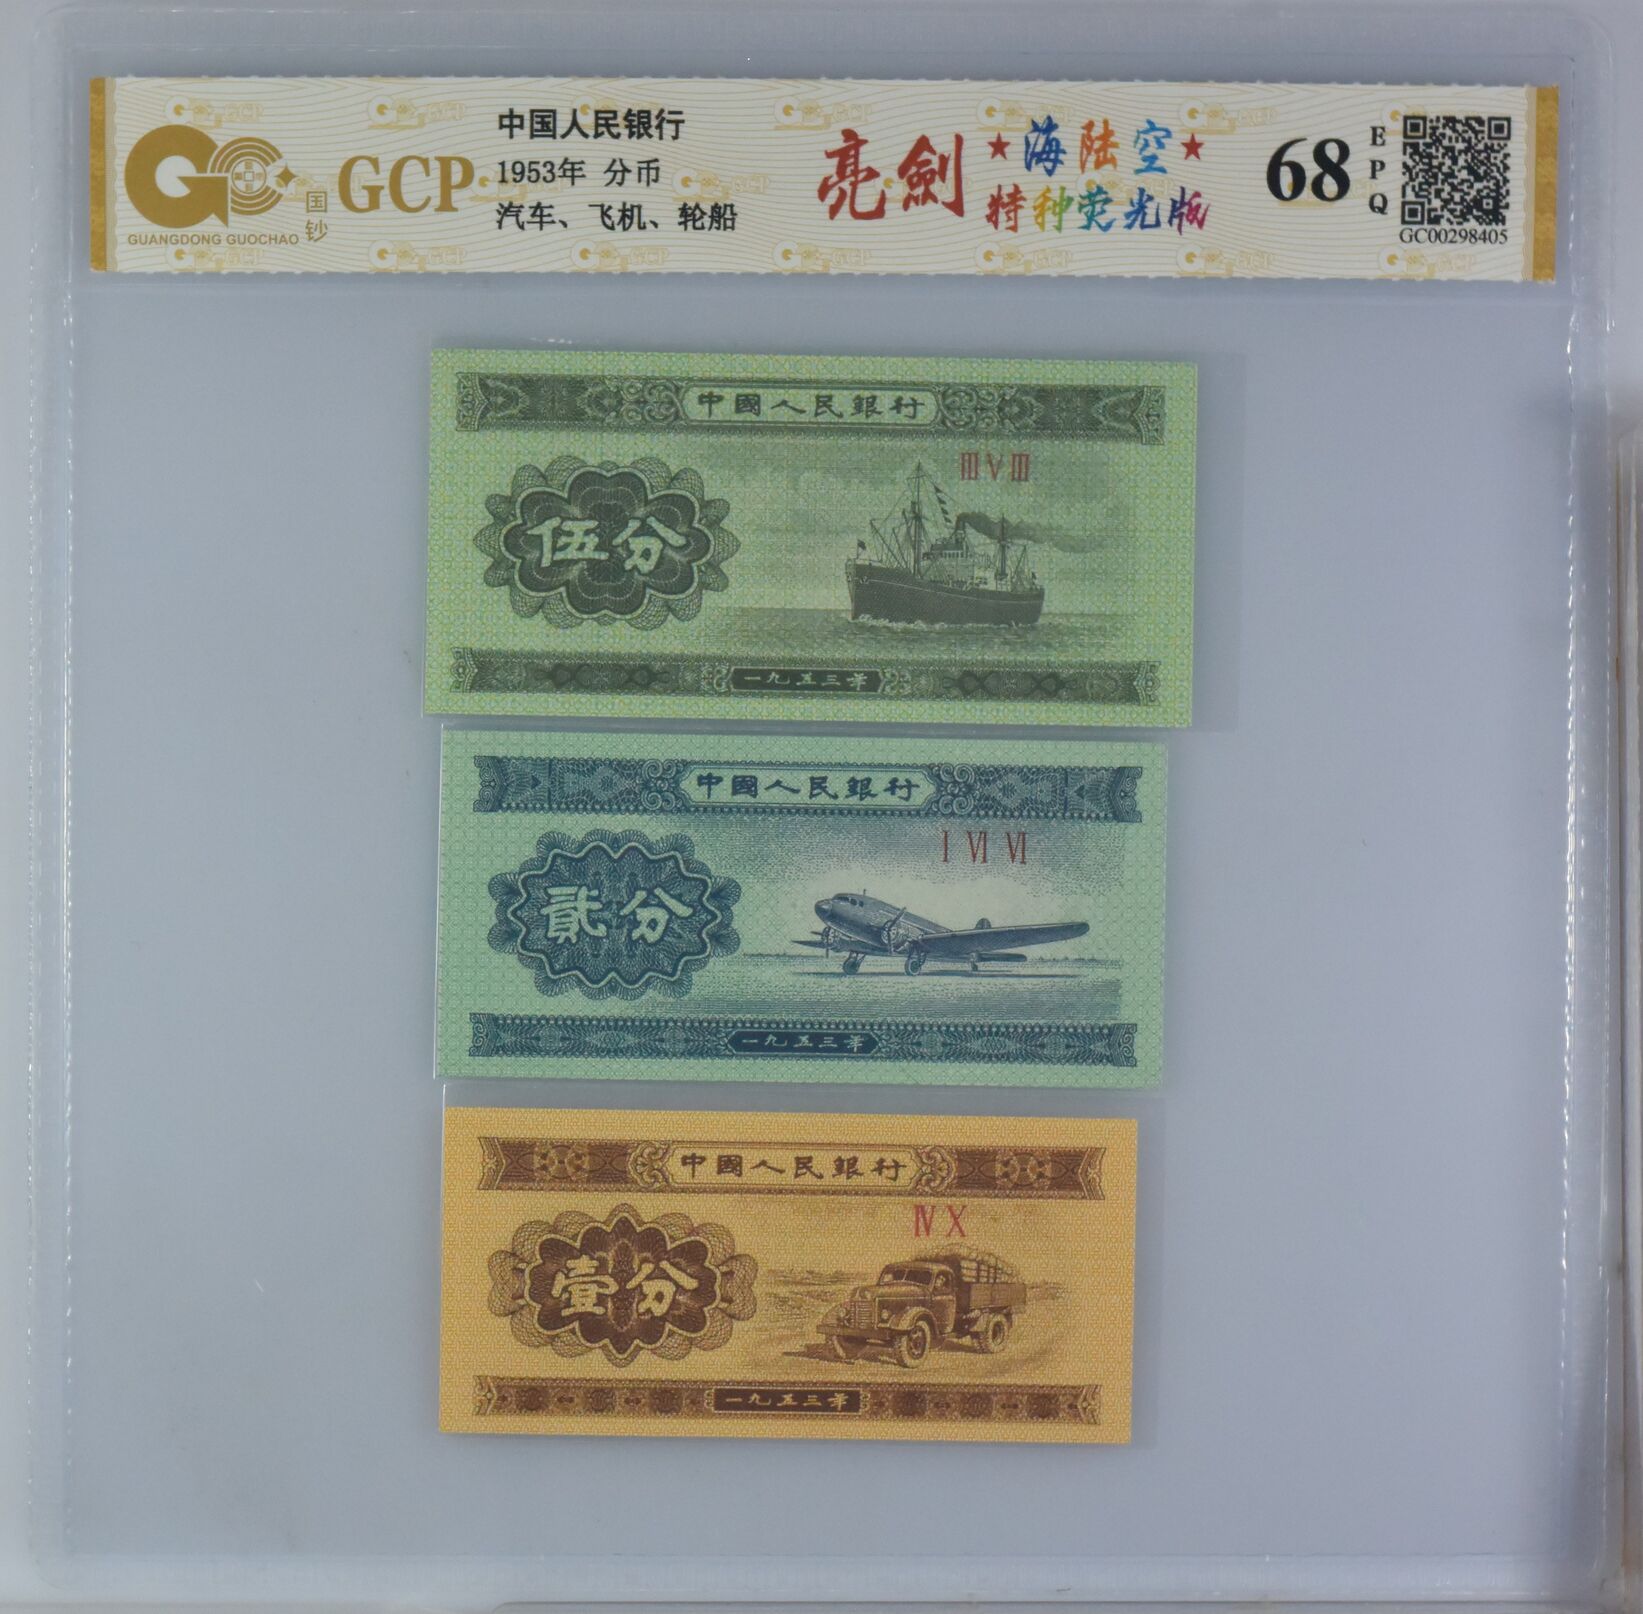 GC
国钞
GUANGDONG GUOCHAO
GCP
中国人民银行
1953年 分币
汽车、飞机、轮船
亮劍
★海陆空★
特种荧光版
68
EPQ
GC00298405
中國人民銀行
ⅢⅤⅢ
伍分
一九五三年
中國人民銀行
Ⅰ Ⅵ Ⅵ
貳分
一九五三年
中國人民銀行
Ⅳ Ⅹ
壹分
一九五三年